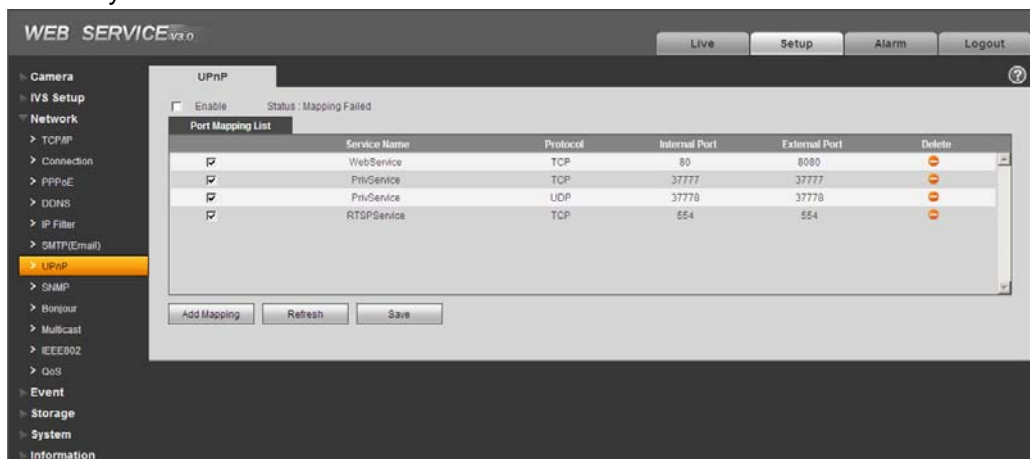 WEB SERVICE V3.0
Live Setup Alarm Logout
Camera
IVS Setup
Network
> TCP/IP
> Connection
> PPPoE
> DDNS
> IP Filter
> SMTP(Email)
> UPnP
> SNMP
> Bonjour
> Multicast
> IEEE802
> QoS
Event
Storage
System
Information
UPnP
?
Enable Status : Mapping Failed
Port Mapping List
Service Name Protocol Internal Port External Port Delete
WebService TCP 80 8080
PrivService TCP 37777 37777
PrivService UDP 37778 37778
RTSPService TCP 554 554
Add Mapping Refresh Save